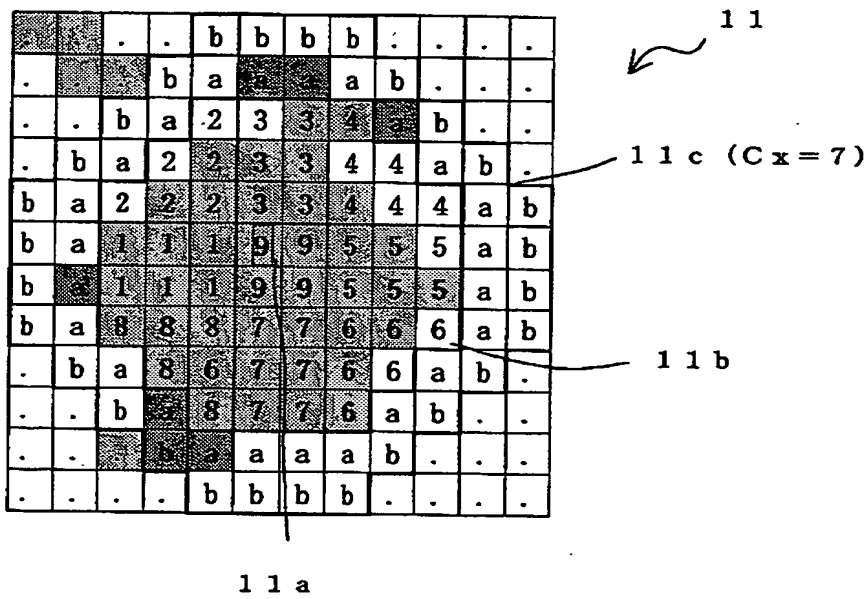 11
. . b b b b . . . .
. b a a a a b . . .
. . b a 2 3 3 4 a b . .
. b a 2 2 3 3 4 4 a b .
11c (Cx=7)
b a 2 2 2 3 3 4 4 4 a b
b a 1 1 1 9 9 5 5 5 a b
b a 1 1 1 9 9 5 5 5 a b
b a 8 8 8 7 7 6 6 6 a b
11b
. b a 8 6 7 7 6 6 a b .
. . b a 8 7 7 6 a b . .
. . . b a a a a b . . .
. . . . b b b b . . . .
11a